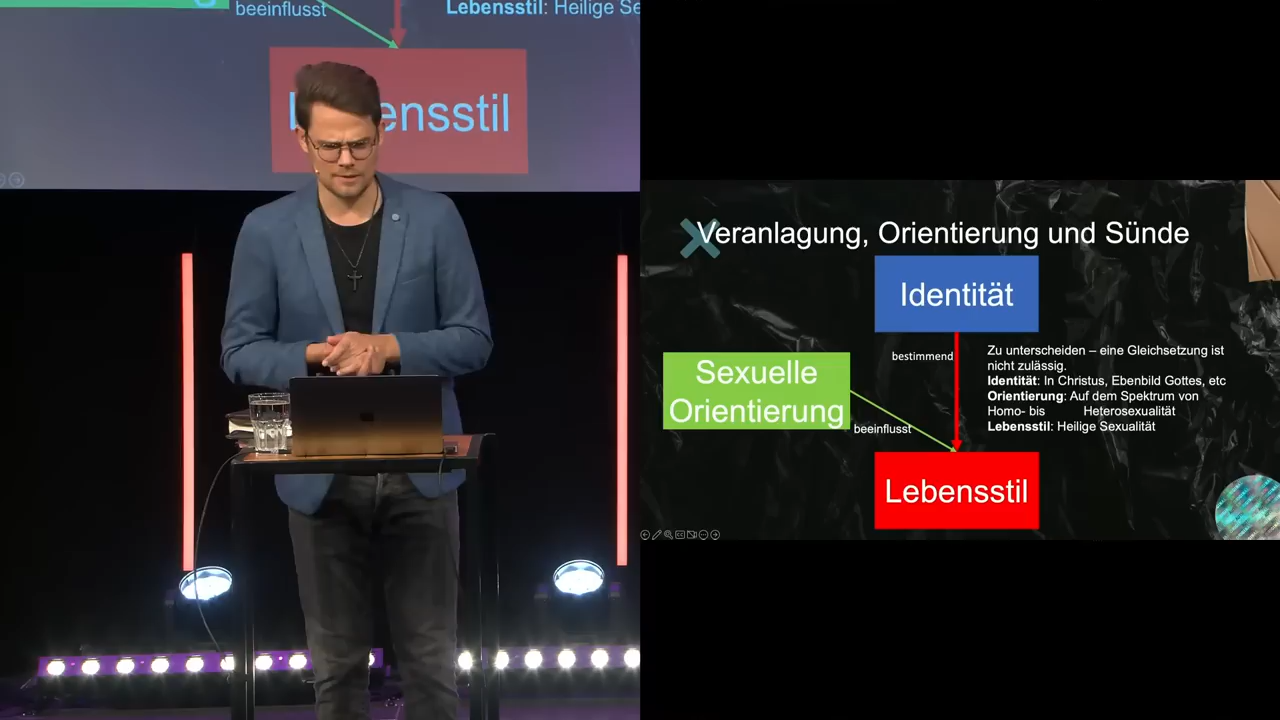 beeinflusst
Lebensstil: Heilige Se
ensstil
Veranlagung, Orientierung und Sünde
Identität
bestimmend
Zu unterscheiden – eine Gleichsetzung ist
nicht zulässig.
Identität: In Christus, Ebenbild Gottes, etc
Orientierung: Auf dem Spektrum von
Homo- bis Heterosexualität
Lebensstil: Heilige Sexualität
Sexuelle
Orientierung
beeinflusst
Lebensstil